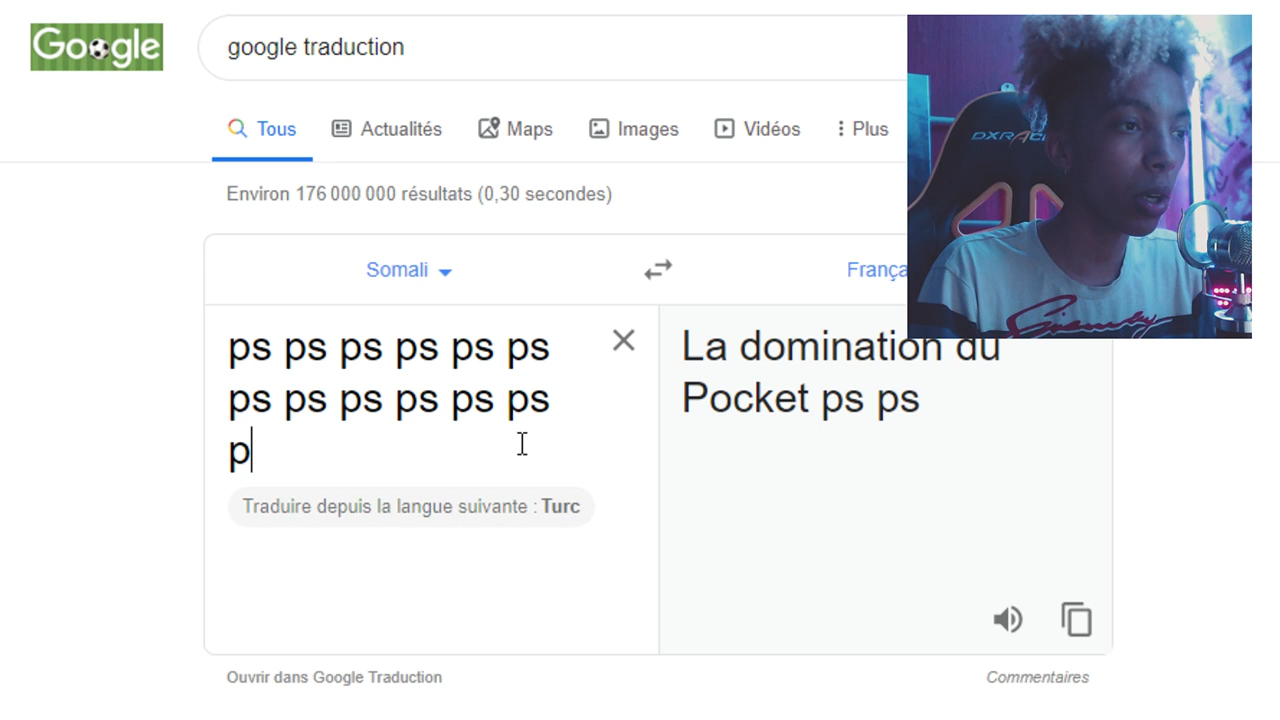 Google
google traduction
Tous
Actualités
Maps
Images
Vidéos
Plus
Environ 176 000 000 résultats (0,30 secondes)
Somali
França
ps ps ps ps ps ps
ps ps ps ps ps ps
p
Traduire depuis la langue suivante : Turc
La domination du
Pocket ps ps
Ouvrir dans Google Traduction
Commentaires